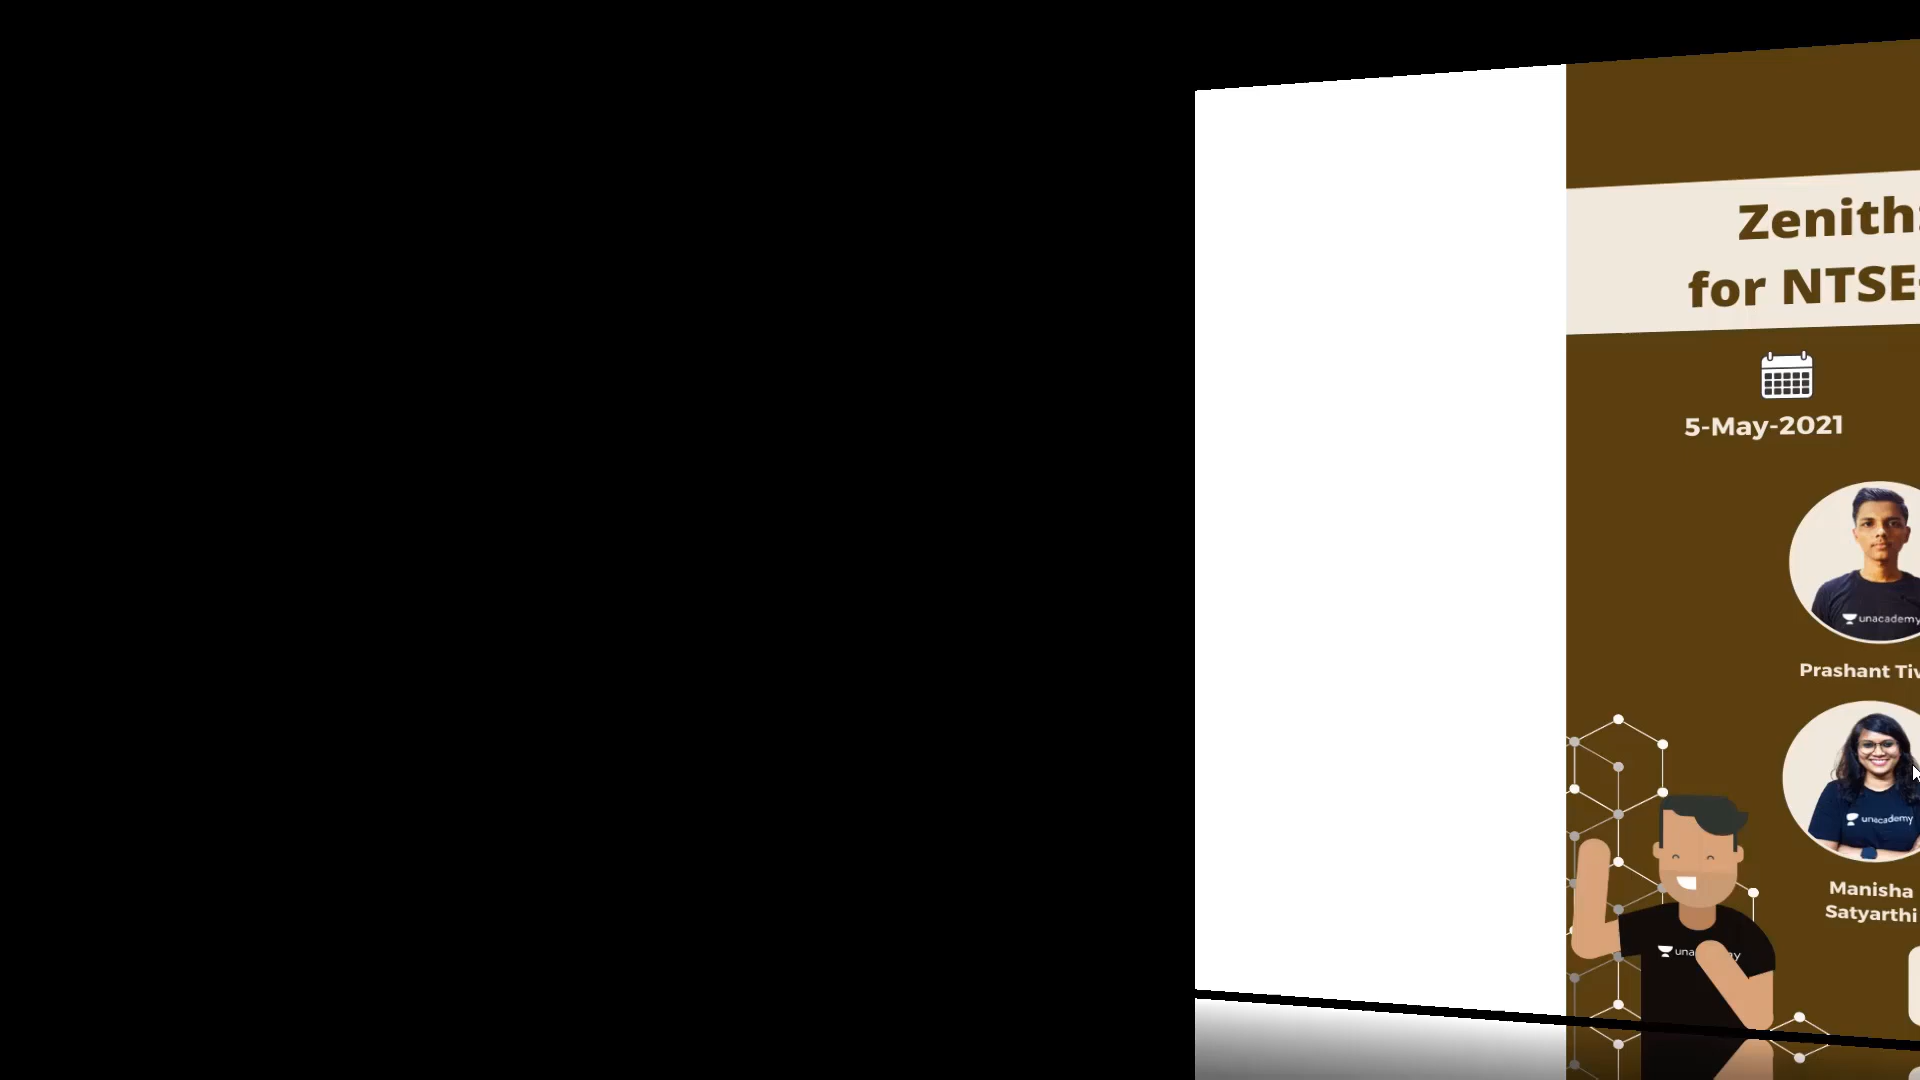 Zenith:
for NTSE-
5-May-2021
unacademy
Prashant
unacademy
Manisha
Satyarthi